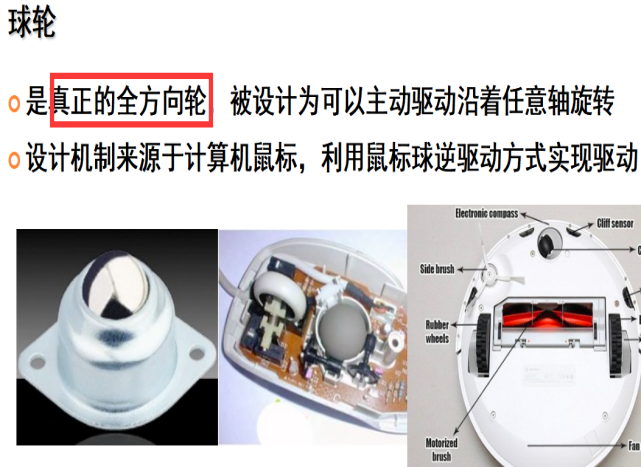 球轮
是真正的全方向轮 被设计为可以主动驱动沿着任意轴旋转
设计机制来源于计算机鼠标，利用鼠标球逆驱动方式实现驱动
Electronic compass
Cliff sensor
Side brush
Rubber
wheels
Motorized
brush
Fan